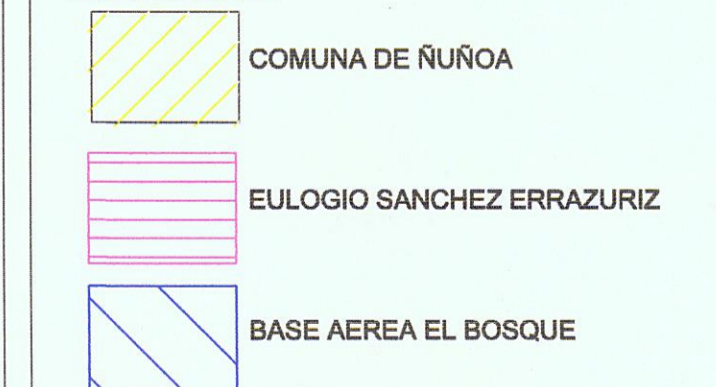 COMUNA DE ÑUÑOA
EULOGIO SANCHEZ ERRAZURIZ
BASE AEREA EL BOSQUE